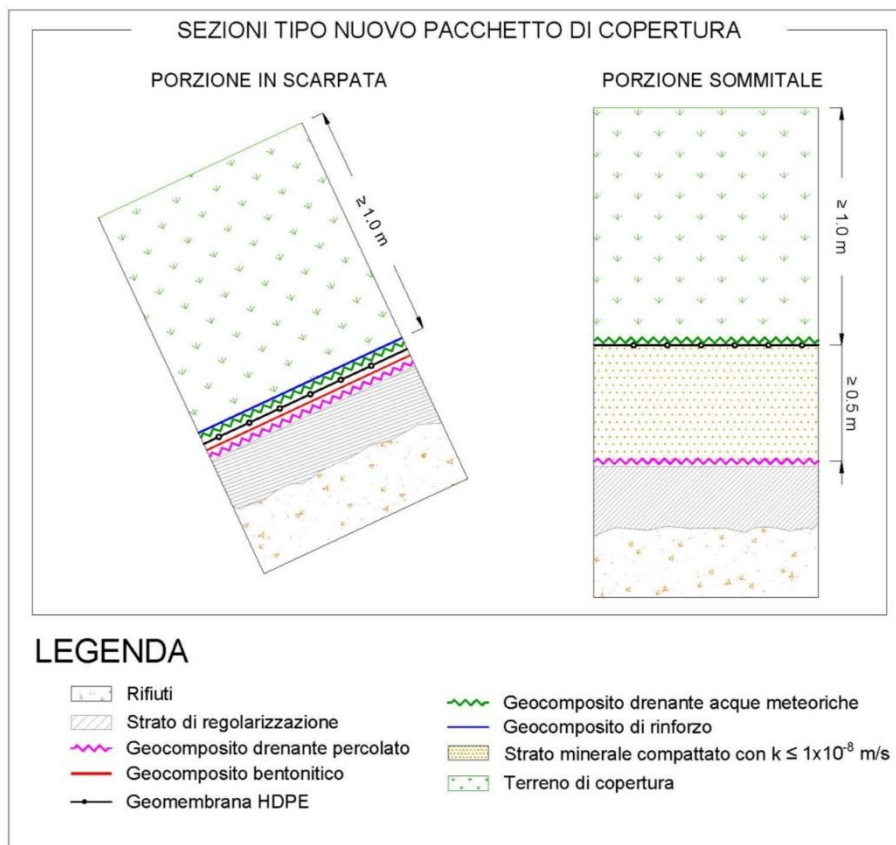 SEZIONI TIPO NUOVO PACCHETTO DI COPERTURA
PORZIONE IN SCARPATA
PORZIONE SOMMITALE
≥ 1.0 m
≥ 1.0 m
≥ 0.5 m
LEGENDA
Rifiuti
Strato di regolarizzazione
Geocomposito drenante percolato
Geocomposito bentonitico
Geomembrana HDPE
Geocomposito drenante acque meteoriche
Geocomposito di rinforzo
Strato minerale compattato con k ≤ 1x10⁻⁸ m/s
Terreno di copertura